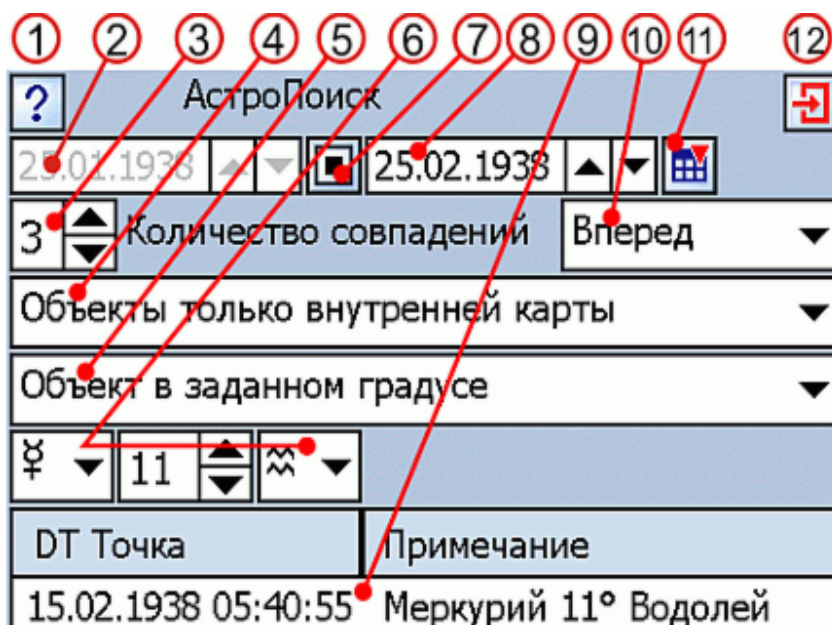 1 2 3 4 5 6 7 8 9 10 11 12
? АстроПоиск
25.01.1938 25.02.1938
3 Количество совпадений Вперед
Объекты только внутренней карты
Объект в заданном градусе
☿ 11 ♒
DT Точка Примечание
15.02.1938 05:40:55 Меркурий 11° Водолей